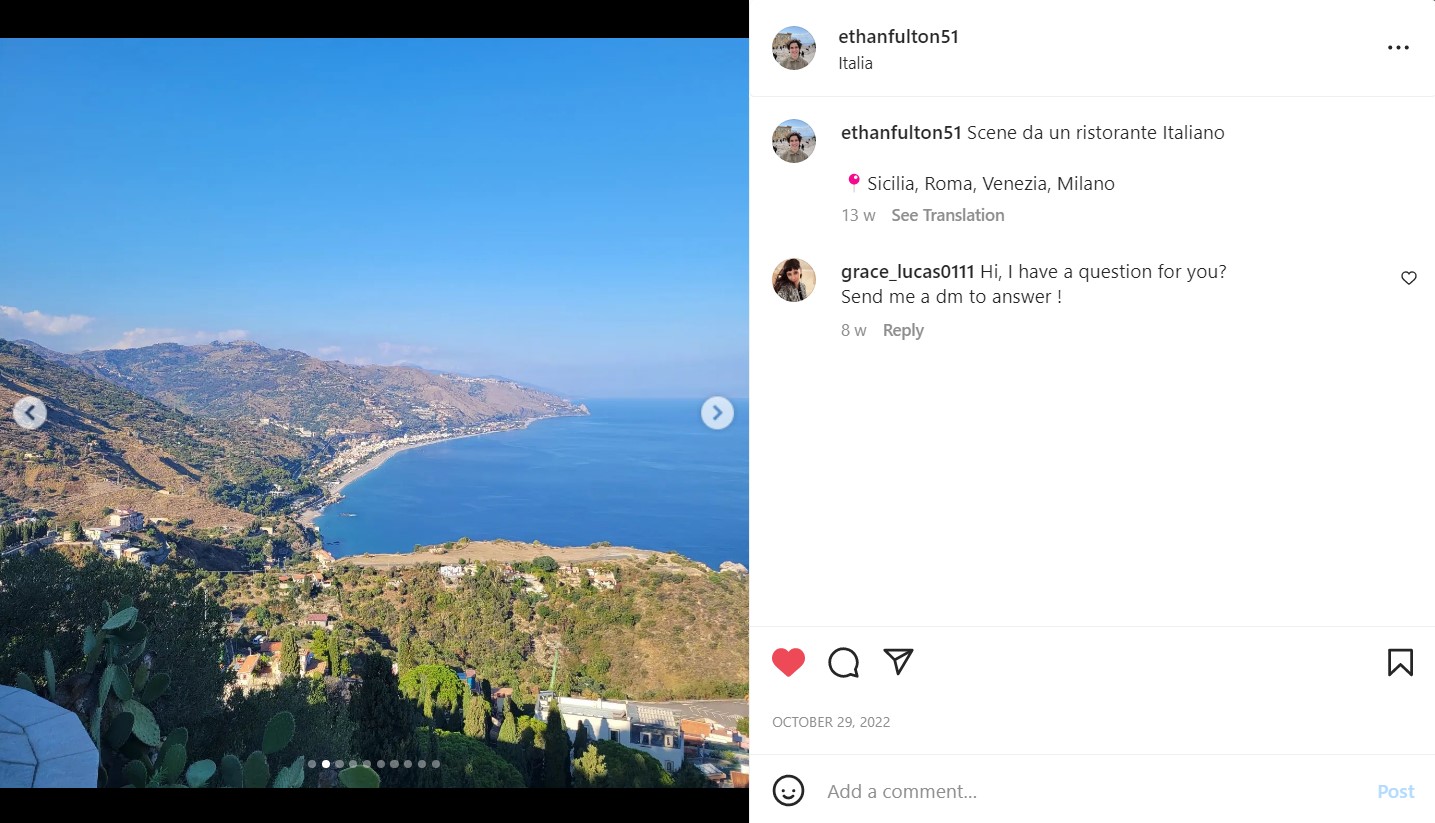 ethanfulton51
Italia
ethanfulton51 Scene da un ristorante Italiano
Sicilia, Roma, Venezia, Milano
13 w See Translation
grace_lucas0111 Hi, I have a question for you?
Send me a dm to answer !
8 w Reply
OCTOBER 29, 2022
Add a comment... Post